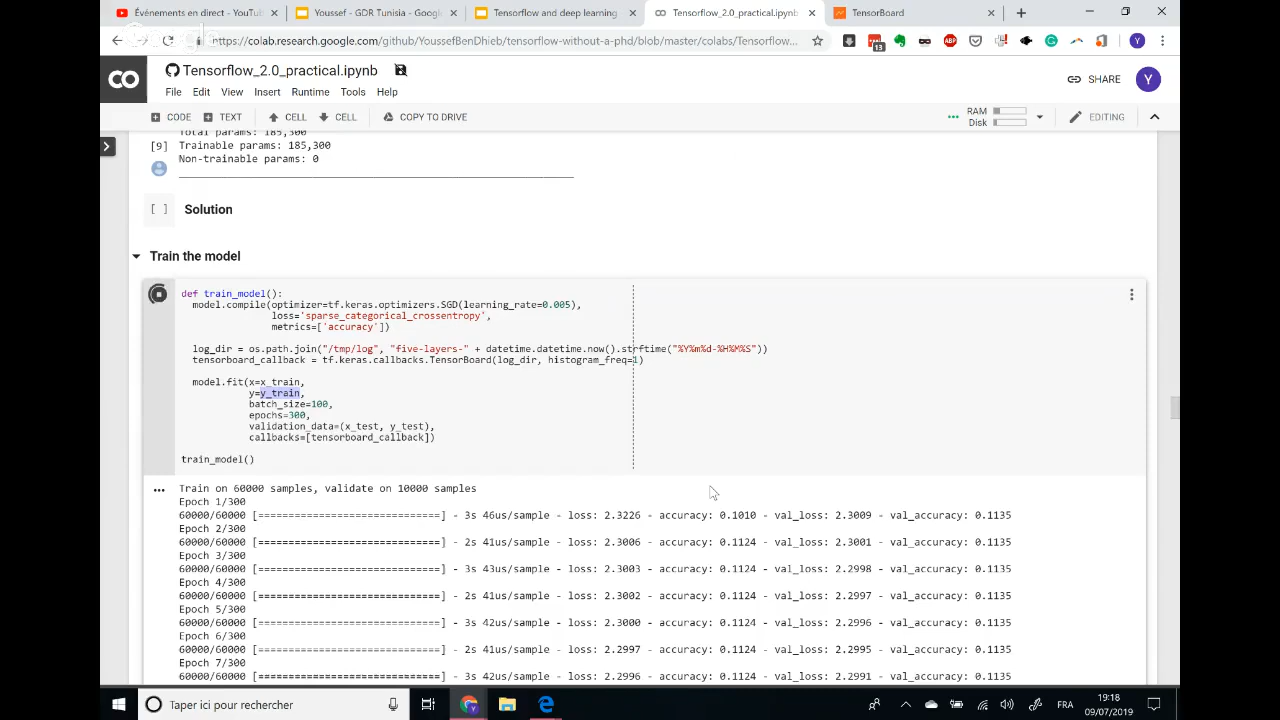 Événements en direct - YouTub
Youssef - GDR Tunisia - Google
Tensorflow and deep learning
Tensorflow_2.0_practical.ipynb
TensorBoard
https://colab.research.google.com/github/YoussefBenDhieb/tensorflow-without-a-phd/blob/master/colabs/Tensorflow...
13
ABP
Y
CO
Tensorflow_2.0_practical.ipynb
SHARE
Y
File Edit View Insert Runtime Tools Help
CODE TEXT CELL CELL COPY TO DRIVE
RAM
Disk
EDITING
Total params: 185,300
[9] Trainable params: 185,300
Non-trainable params: 0
[ ] Solution
Train the model
def train_model():
model.compile(optimizer=tf.keras.optimizers.SGD(learning_rate=0.005),
loss='sparse_categorical_crossentropy',
metrics=['accuracy'])
log_dir = os.path.join("/tmp/log", "five-layers-" + datetime.datetime.now().strftime("%Y%m%d-%H%M%S"))
tensorboard_callback = tf.keras.callbacks.TensorBoard(log_dir, histogram_freq=1)
model.fit(x=x_train,
y=y_train,
batch_size=100,
epochs=300,
validation_data=(x_test, y_test),
callbacks=[tensorboard_callback])
train_model()
... Train on 60000 samples, validate on 10000 samples
Epoch 1/300
60000/60000 [==============================] - 3s 46us/sample - loss: 2.3226 - accuracy: 0.1010 - val_loss: 2.3009 - val_accuracy: 0.1135
Epoch 2/300
60000/60000 [==============================] - 2s 41us/sample - loss: 2.3006 - accuracy: 0.1124 - val_loss: 2.3001 - val_accuracy: 0.1135
Epoch 3/300
60000/60000 [==============================] - 3s 43us/sample - loss: 2.3003 - accuracy: 0.1124 - val_loss: 2.2998 - val_accuracy: 0.1135
Epoch 4/300
60000/60000 [==============================] - 2s 41us/sample - loss: 2.3002 - accuracy: 0.1124 - val_loss: 2.2997 - val_accuracy: 0.1135
Epoch 5/300
60000/60000 [==============================] - 3s 42us/sample - loss: 2.3000 - accuracy: 0.1124 - val_loss: 2.2996 - val_accuracy: 0.1135
Epoch 6/300
60000/60000 [==============================] - 2s 41us/sample - loss: 2.2997 - accuracy: 0.1124 - val_loss: 2.2995 - val_accuracy: 0.1135
Epoch 7/300
60000/60000 [==============================] - 3s 42us/sample - loss: 2.2996 - accuracy: 0.1124 - val_loss: 2.2991 - val_accuracy: 0.1135
Taper ici pour rechercher
FRA
19:18
09/07/2019